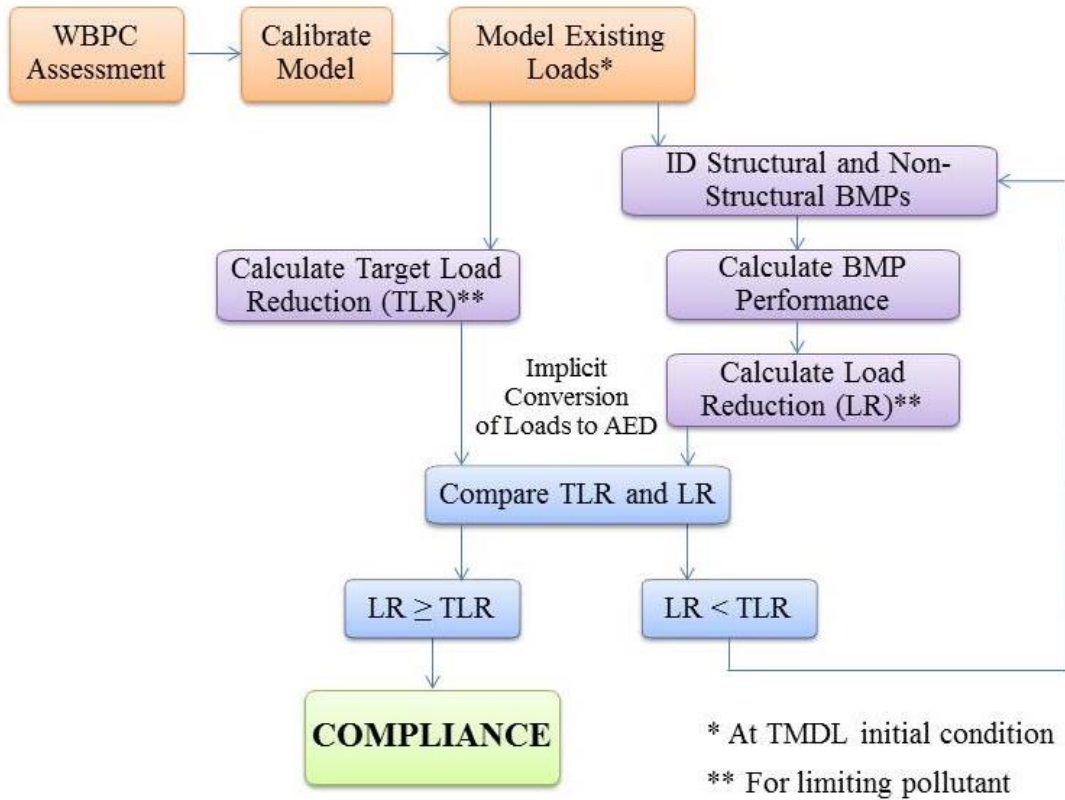 WBPC
Assessment
Calibrate
Model
Model Existing
Loads*
ID Structural and Non-
Structural BMPs
Calculate Target Load
Reduction (TLR)**
Calculate BMP
Performance
Implicit
Conversion
of Loads to AED
Calculate Load
Reduction (LR)**
Compare TLR and LR
LR ≥ TLR
LR < TLR
COMPLIANCE
* At TMDL initial condition
** For limiting pollutant